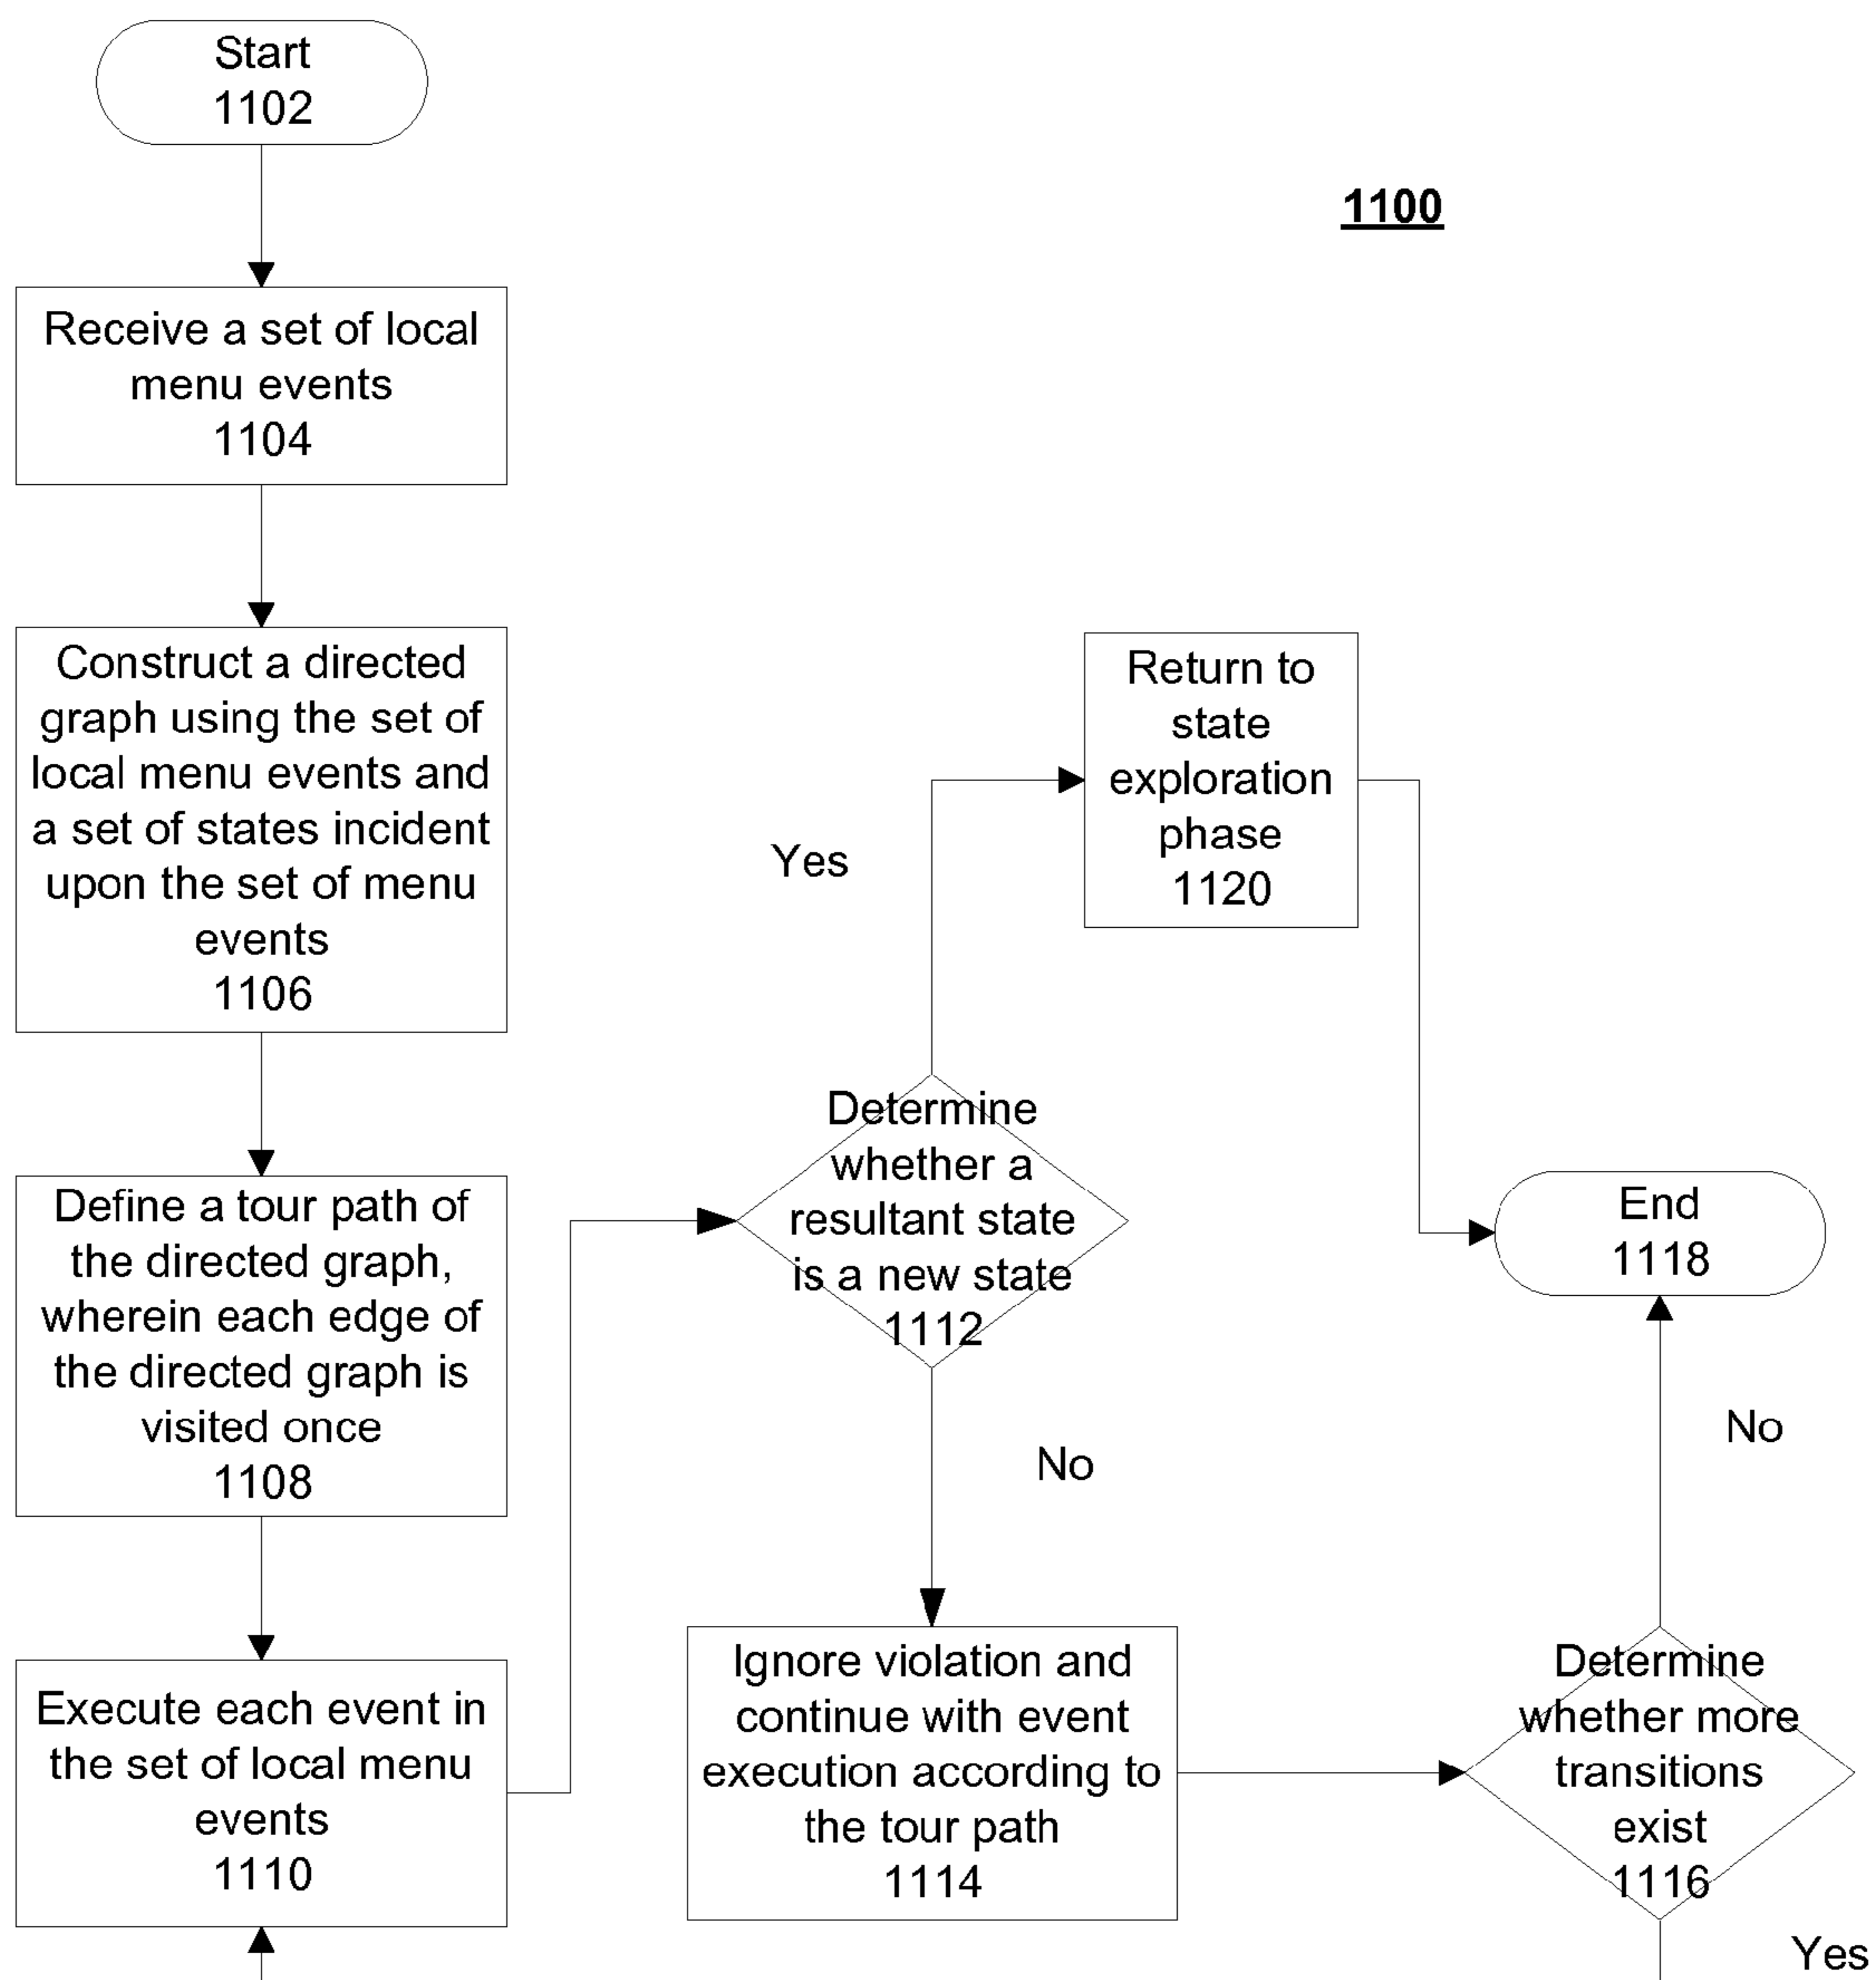 Start
1102
1100
Receive a set of local
menu events
1104
Construct a directed
graph using the set of
local menu events and
a set of states incident
upon the set of menu
events
1106
Return to
state
exploration
phase
1120
Yes
Determine
whether a
resultant state
is a new state
1112
End
1118
Define a tour path of
the directed graph,
wherein each edge of
the directed graph is
visited once
1108
No
No
Execute each event in
the set of local menu
events
1110
Ignore violation and
continue with event
execution according to
the tour path
1114
Determine
whether more
transitions
exist
1116
Yes